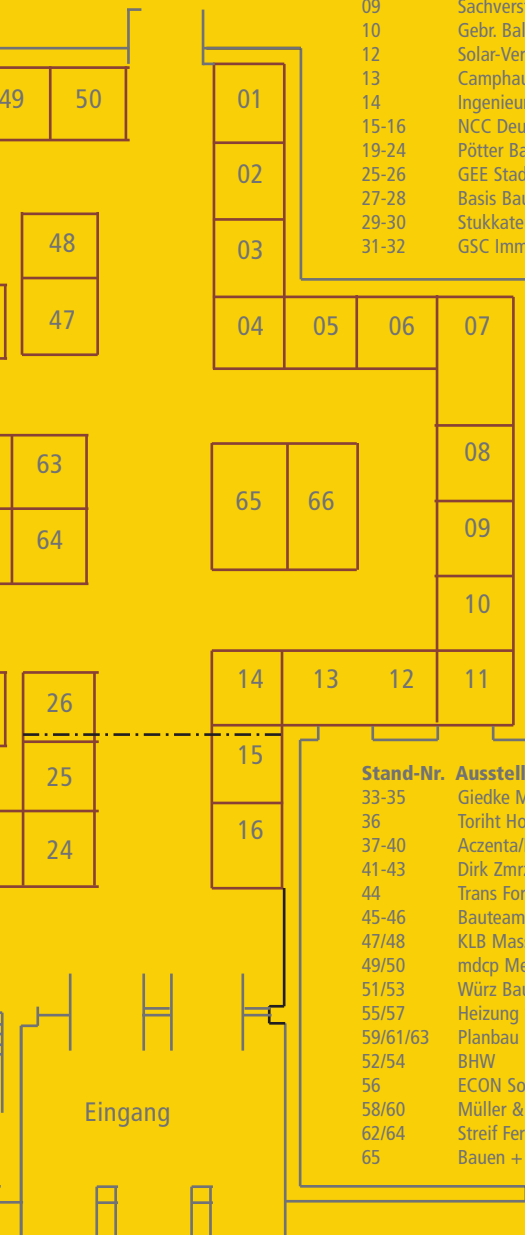 09 Sachvers
10 Gebr. Bal
12 Solar-Ver
13 Camphau
14 Ingenieur
15-16 NCC Deu
19-24 Pötter Ba
25-26 GEE Stad
27-28 Basis Bau
29-30 Stukkate
31-32 GSC Imm
49 50 01
02
48
03
47
04 05 06 07
63
08
65 66
64
09
10
26
14 13 12 11
15
25
16
24
Stand-Nr. Ausstell
33-35 Giedke M
36 Toriht Ho
37-40 Aczenta/
41-43 Dirk Zmr
44 Trans For
45-46 Bauteam
47/48 KLB Mas
49/50 mdcp Me
51/53 Würz Bau
55/57 Heizung
59/61/63 Planbau
52/54 BHW
56 ECON So
58/60 Müller &
62/64 Streif Fer
65 Bauen +
Eingang